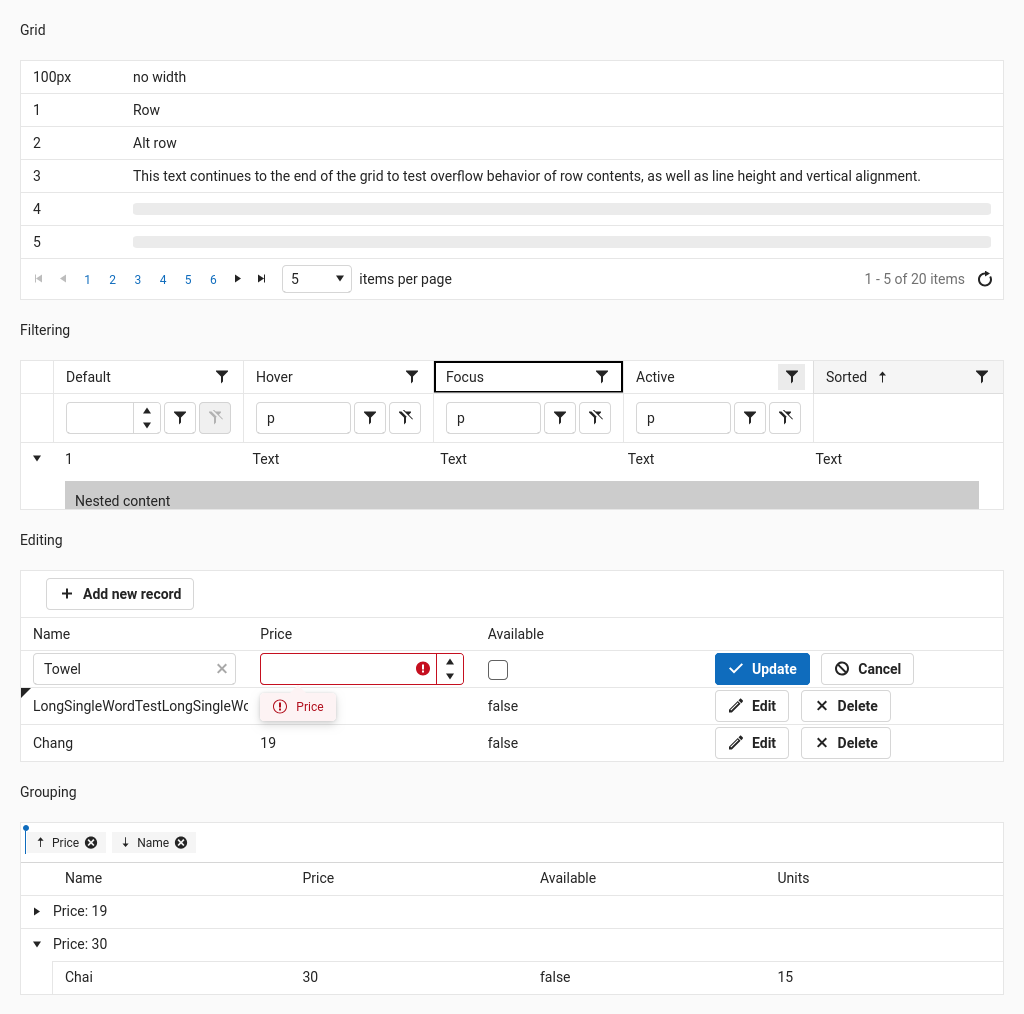 Grid
100px no width
1 Row
2 Alt row
3 This text continues to the end of the grid to test overflow behavior of row contents, as well as line height and vertical alignment.
4
5
1 2 3 4 5 6 5 items per page 1 - 5 of 20 items
Filtering
Default Hover Focus Active Sorted
p p p
1 Text Text Text Text
Nested content
Editing
Add new record
Name Price Available
Towel Update Cancel
LongSingleWordTestLongSingleWo Price false Edit Delete
Chang 19 false Edit Delete
Grouping
Price Name
Name Price Available Units
Price: 19
Price: 30
Chai 30 false 15